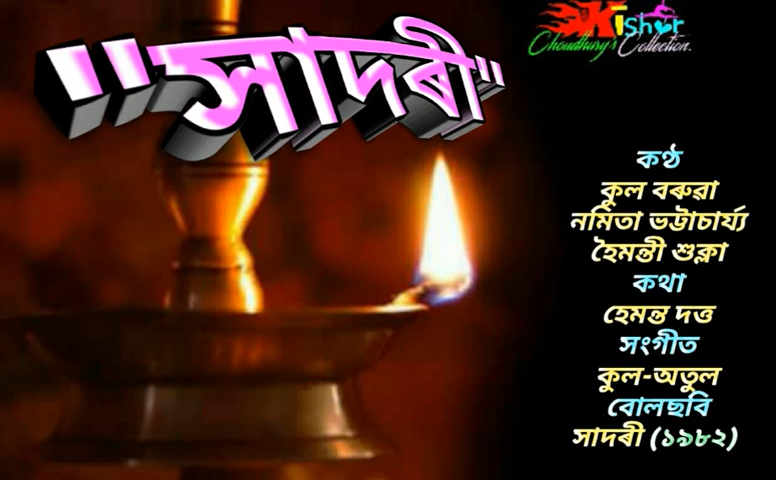 "সাদৰী"
Kishor
Choudhury's Collection.
কণ্ঠ
কুল বৰুৱা
নমিতা ভট্টাচাৰ্য্য
হৈমন্তী শুক্লা
কথা
হেমন্ত দত্ত
সংগীত
কুল-অতুল
বোলছবি
সাদৰী (১৯৮২)